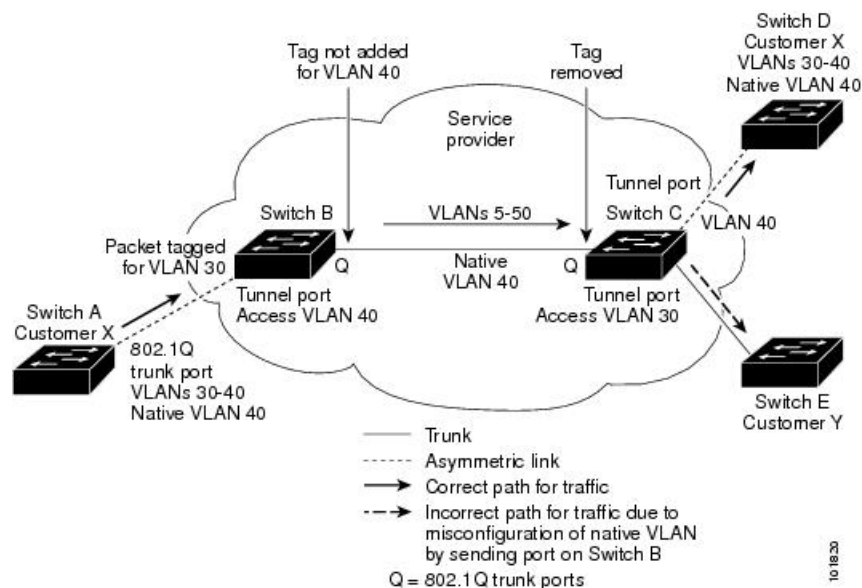 Tag not added
for VLAN 40
Tag
removed
Switch D
Customer X
VLANs 30-40
Native VLAN 40
Service
provider
Tunnel port
Switch B
VLANs 5-50
Switch C
VLAN 40
Packet tagged
for VLAN 30
Q
Native
VLAN 40
Q
Switch A
Customer X
Tunnel port
Access VLAN 40
Tunnel port
Access VLAN 30
802.1Q
trunk port
VLANs 30-40
Native VLAN 40
Switch E
Customer Y
Trunk
Asymmetric link
Correct path for traffic
Incorrect path for traffic due to
misconfiguration of native VLAN
by sending port on Switch B
Q = 802.1Q trunk ports
101820